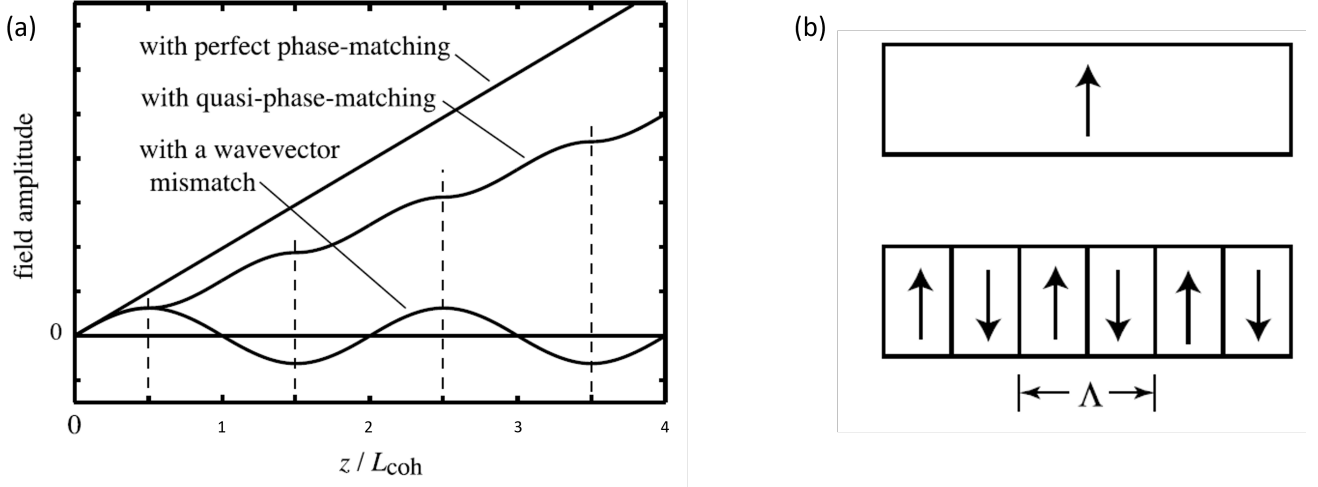 (a)
with perfect phase-matching
with quasi-phase-matching
with a wavevector
mismatch
field amplitude
0
0 1 2 3 4
z / Lcoh
(b)
Λ